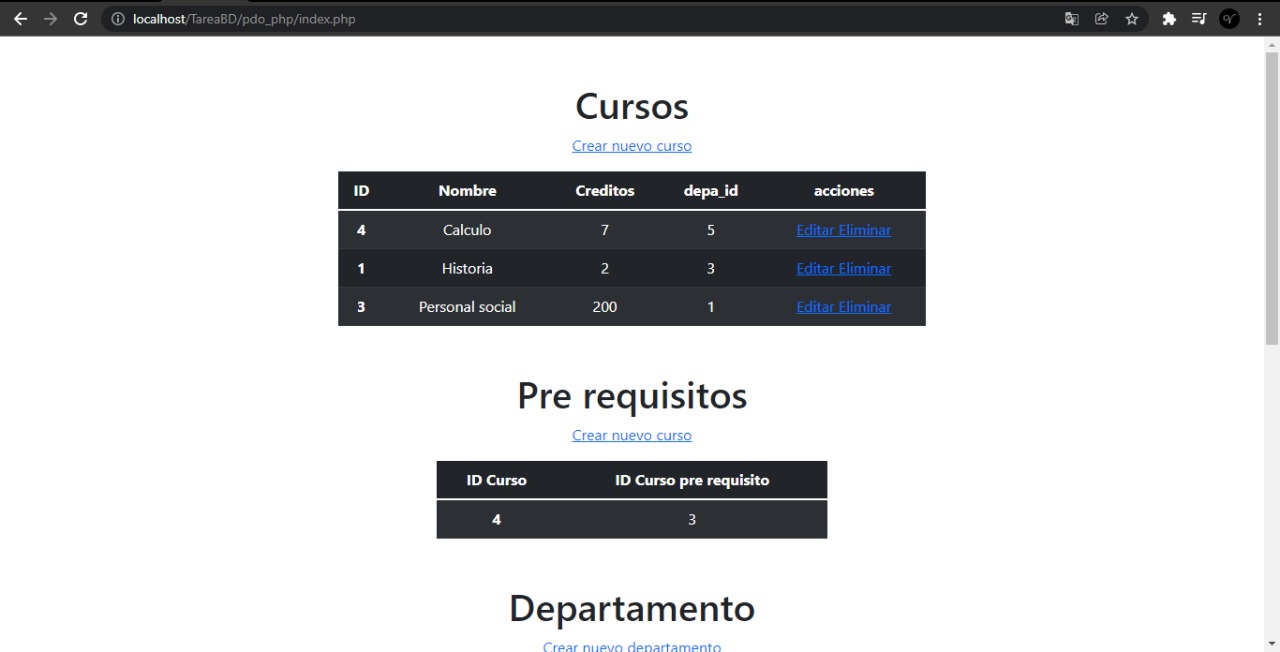 localhost/TareaBD/pdo_php/index.php
Cursos
Crear nuevo curso
ID Nombre Creditos depa_id acciones
4 Calculo 7 5 Editar Eliminar
1 Historia 2 3 Editar Eliminar
3 Personal social 200 1 Editar Eliminar
Pre requisitos
Crear nuevo curso
ID Curso ID Curso pre requisito
4 3
Departamento
Crear nuevo departamento